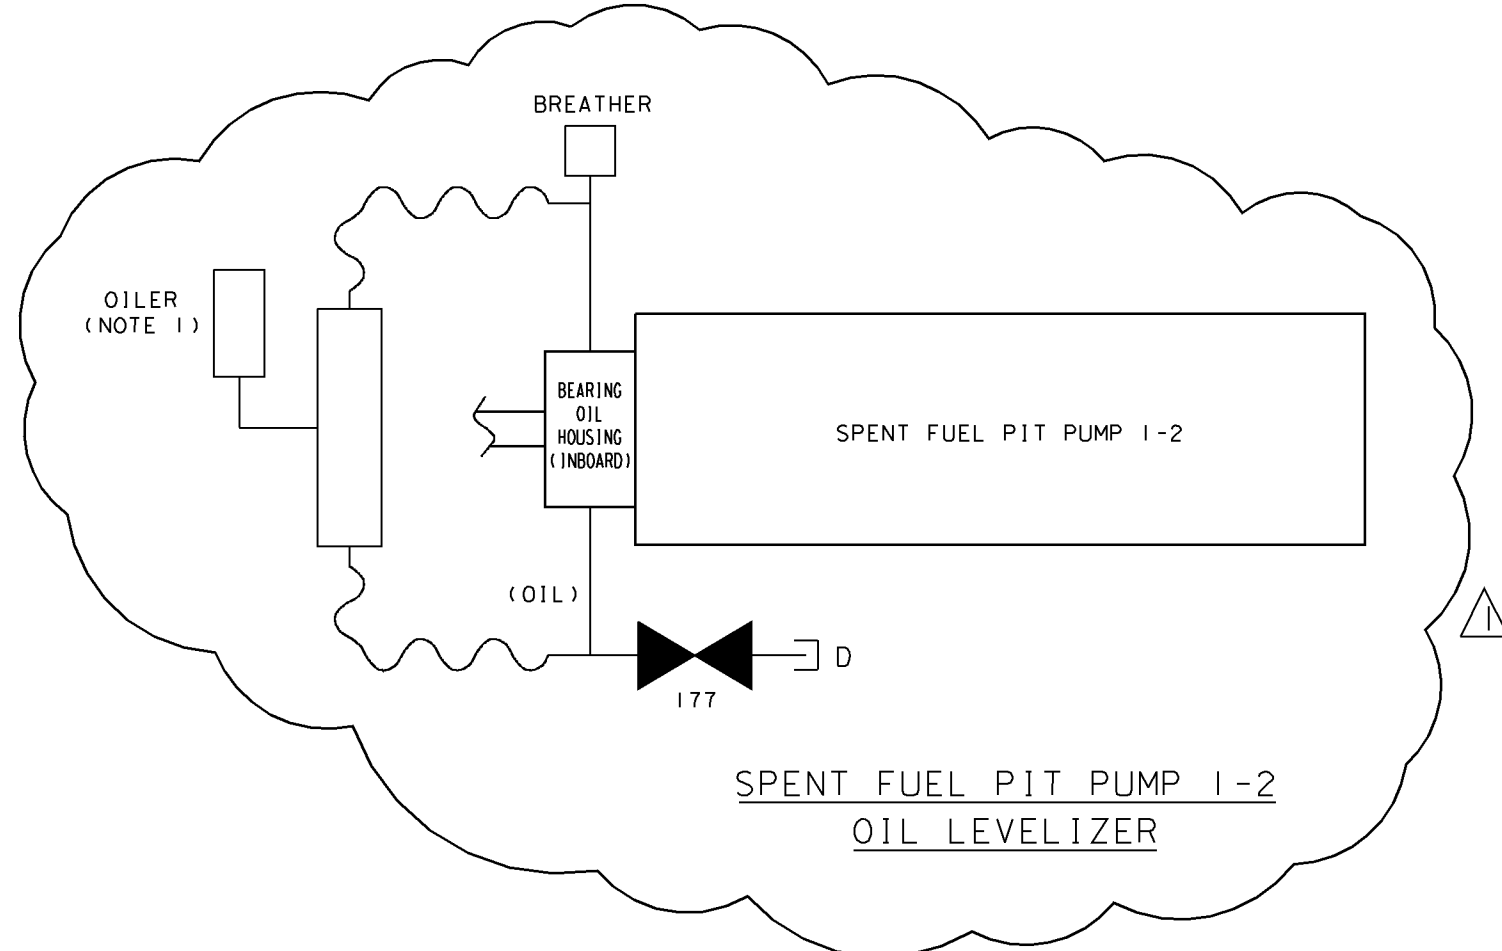 BREATHER
OILER
(NOTE 1)
BEARING
OIL
HOUSING
(INBOARD)
SPENT FUEL PIT PUMP 1-2
(OIL)
D
177
1
SPENT FUEL PIT PUMP 1-2
OIL LEVELIZER